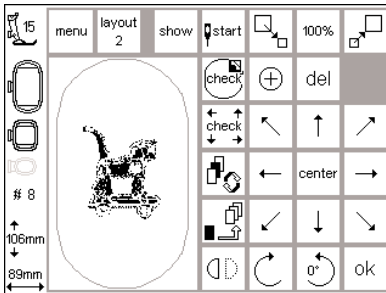 15
menu
layout
2
show
start
100%
check
del
check
# 8
center
106mm
89mm
0°
ok